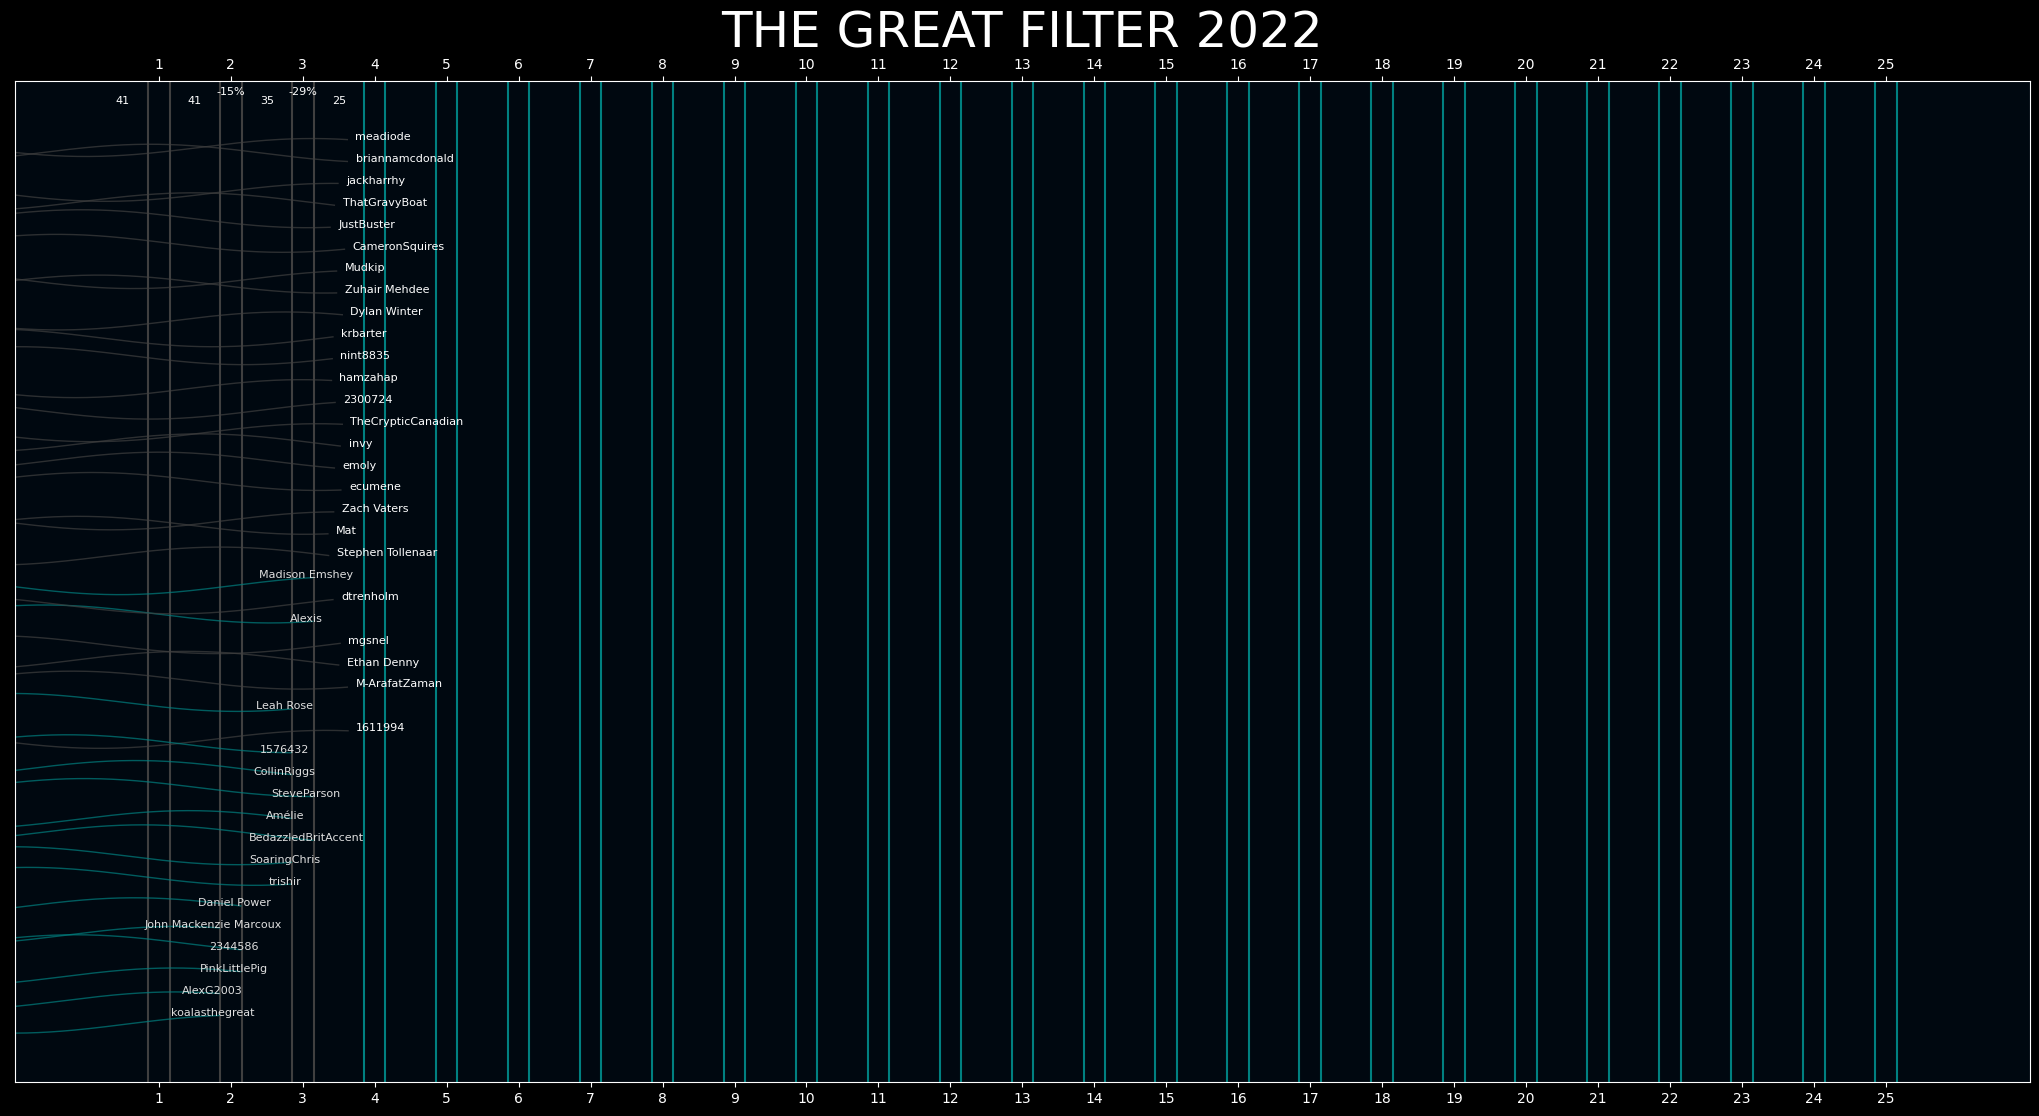 THE GREAT FILTER 2022
1 2 3 4 5 6 7 8 9 10 11 12 13 14 15 16 17 18 19 20 21 22 23 24 25
-15% -29%
41 41 35 25
meadiode
briannamcdonald
jackharrhy
ThatGravyBoat
JustBuster
CameronSquires
Mudkip
Zuhair Mehdee
Dylan Winter
krbarter
nint8835
hamzahap
2300724
TheCrypticCanadian
invy
emoly
ecumene
Zach Vaters
Mat
Stephen Tollenaar
Madison Emshey
dtrenholm
Alexis
mgsnel
Ethan Denny
M-ArafatZaman
Leah Rose
1611994
1576432
CollinRiggs
SteveParson
Amélie
BedazzledBritAccent
SoaringChris
trishir
Daniel Power
John Mackenzie Marcoux
2344586
PinkLittlePig
AlexG2003
koalasthegreat
1 2 3 4 5 6 7 8 9 10 11 12 13 14 15 16 17 18 19 20 21 22 23 24 25